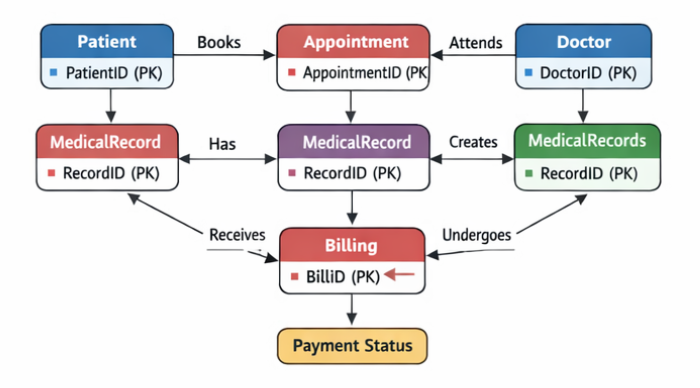 Patient
Books
Appointment
Attends
Doctor
PatientID (PK)
AppointmentID (PK
DoctorID (PK)
MedicalRecord
Has
MedicalRecord
Creates
MedicalRecords
RecordID (PK)
RecordID (PK)
RecordID (PK)
Receives
Billing
Undergoes
BilliD (PK)
Payment Status